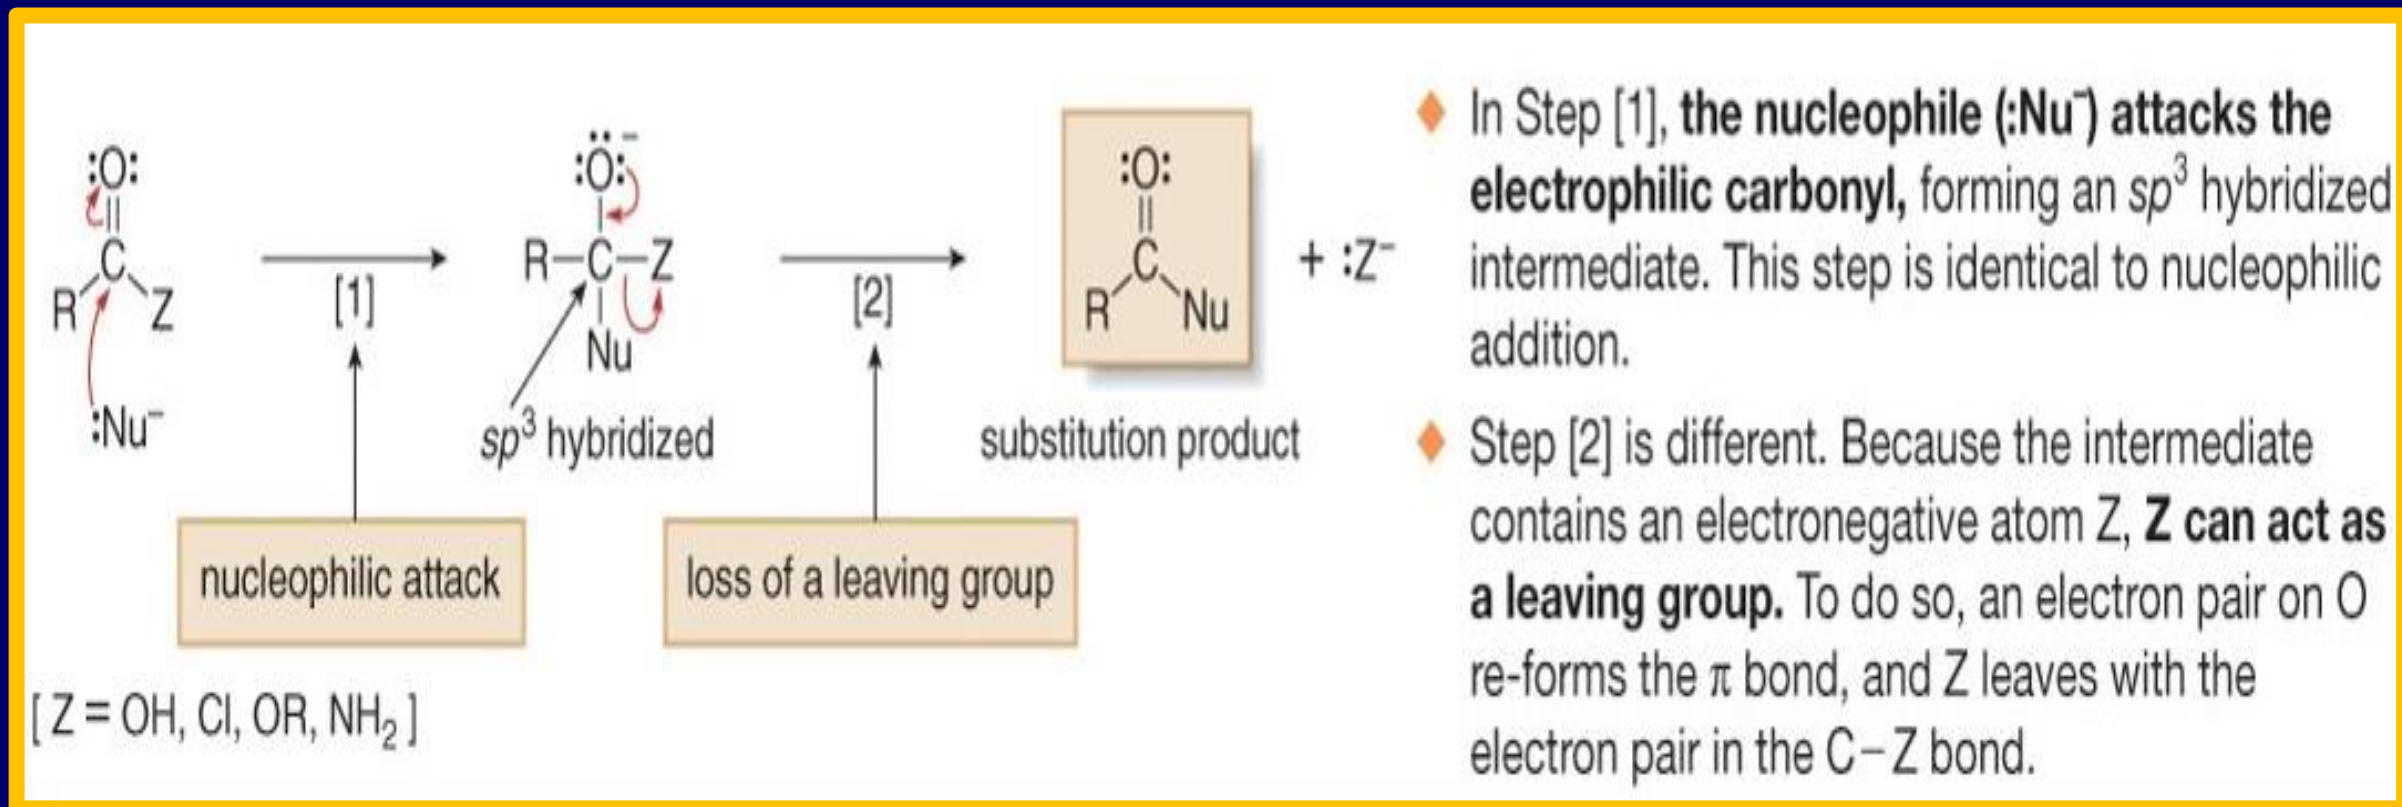 :O:
C
R Z
:Nu⁻
[1]
:Ö:⁻
R–C–Z
Nu
sp³ hybridized
[2]
:O:
C
R Nu
+ :Z⁻
substitution product
nucleophilic attack
loss of a leaving group
[ Z = OH, Cl, OR, NH₂ ]
◆ In Step [1], the nucleophile (:Nu⁻) attacks the
electrophilic carbonyl, forming an sp³ hybridized
intermediate. This step is identical to nucleophilic
addition.
◆ Step [2] is different. Because the intermediate
contains an electronegative atom Z, Z can act as
a leaving group. To do so, an electron pair on O
re-forms the π bond, and Z leaves with the
electron pair in the C–Z bond.